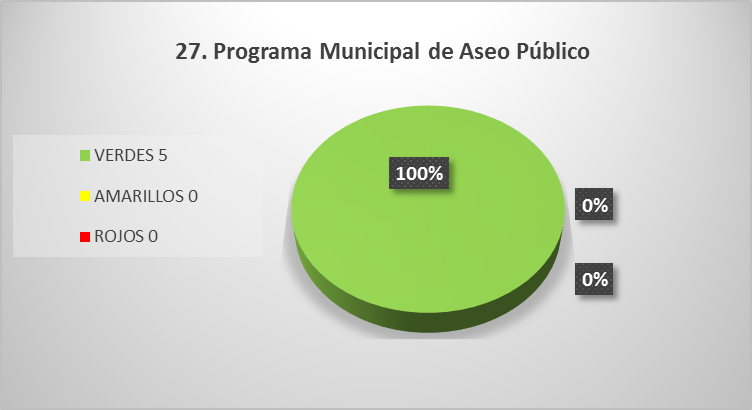 27. Programa Municipal de Aseo Público
VERDES 5
AMARILLOS 0
ROJOS 0
100%
0%
0%